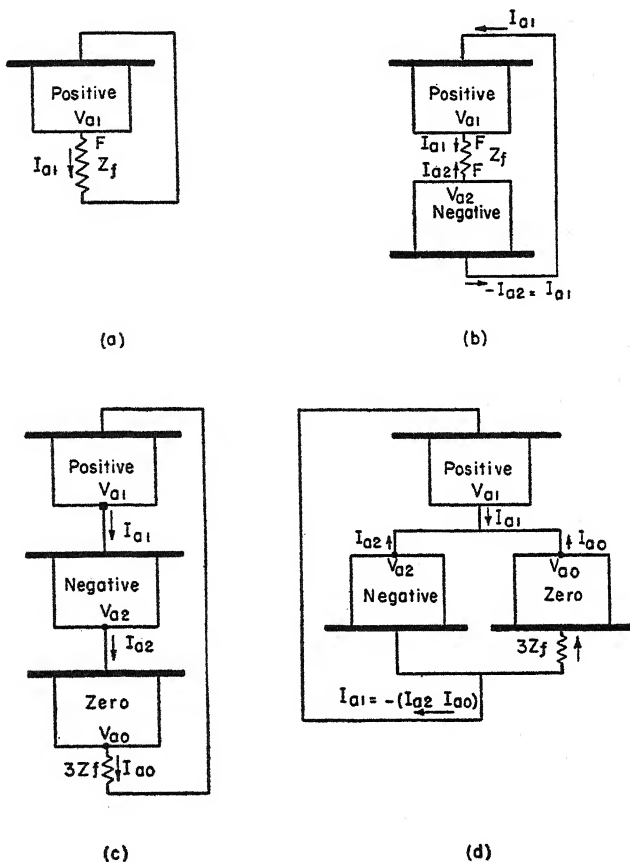 Positive
Va1
F
Ia1
Zf
(a)
Ia1
Positive
Va1
Ia1 F
Zf
Ia2 F
Va2
Negative
-Ia2 = Ia1
(b)
Positive
Va1
Ia1
Negative
Va2
Ia2
Zero
Va0
3Zf
Ia0
(c)
Positive
Va1
Ia1
Ia2
Ia0
Va2
Va0
Negative
Zero
3Zf
Ia1 = -(Ia2 Ia0)
(d)